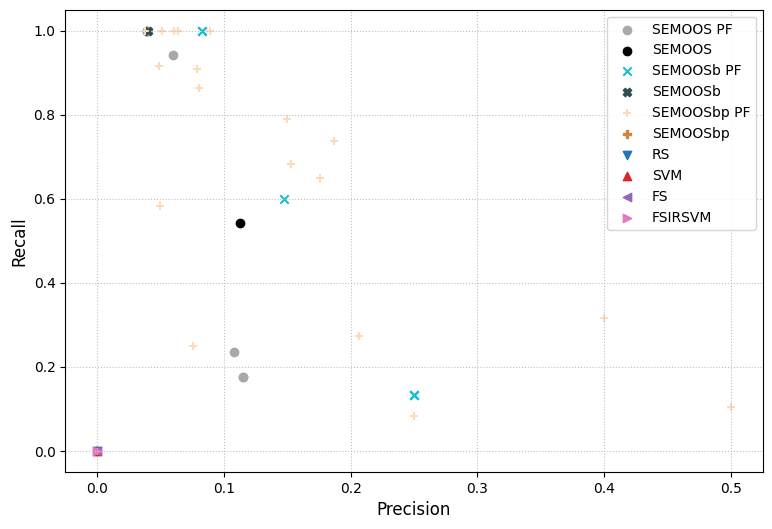 1.0
0.8
0.6
0.4
0.2
0.0
Recall
0.0
0.1
0.2
0.3
0.4
0.5
Precision
SEMOOS PF
SEMOOS
SEMOOSb PF
SEMOOSb
SEMOOSbp PF
SEMOOSbp
RS
SVM
FS
FSIRSVM